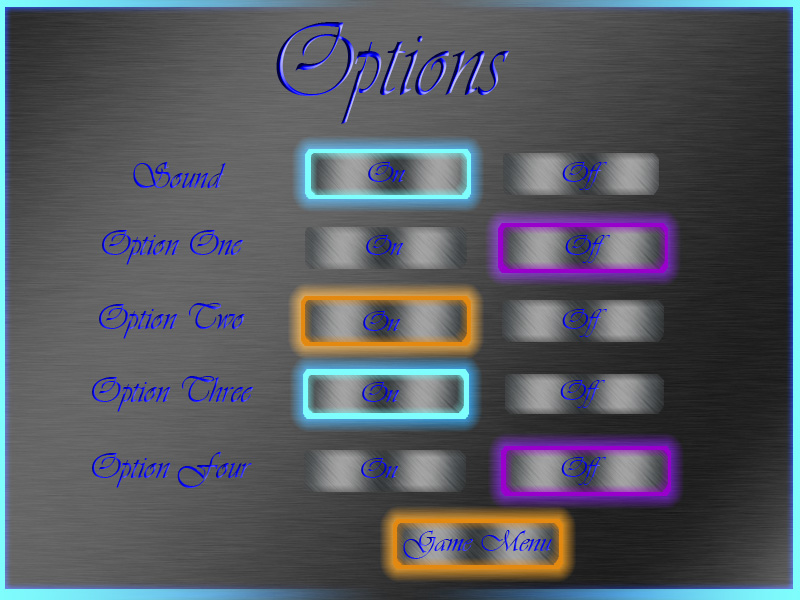 Options
Sound On Off
Option One On Off
Option Two On Off
Option Three On Off
Option Four On Off
Game Menu